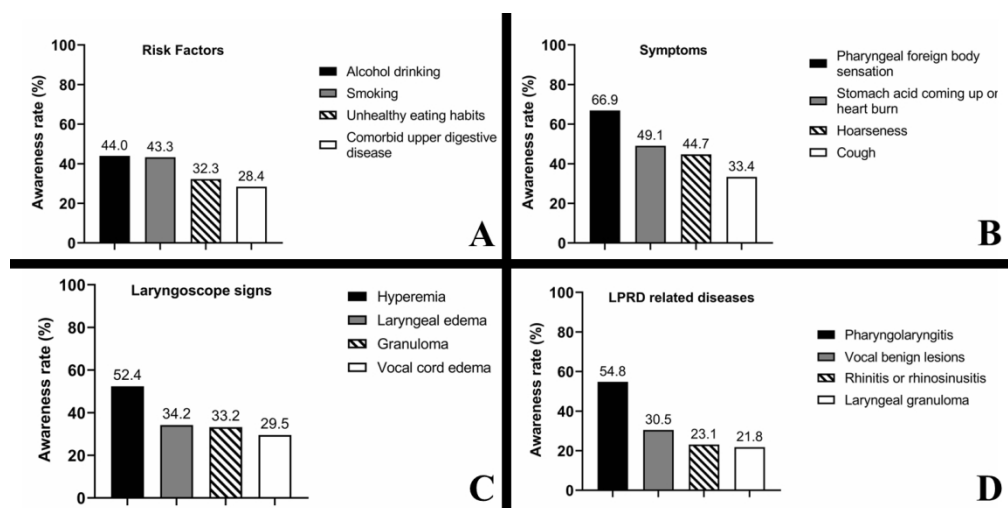 Risk Factors
Awareness rate (%)
100
80
60
40
20
0
44.0
43.3
32.3
28.4
Alcohol drinking
Smoking
Unhealthy eating habits
Comorbid upper digestive
disease
A
Symptoms
Awareness rate (%)
100
80
60
40
20
0
66.9
49.1
44.7
33.4
Pharyngeal foreign body
sensation
Stomach acid coming up or
heart burn
Hoarseness
Cough
B
Laryngoscope signs
Awareness rate (%)
100
80
60
40
20
0
52.4
34.2
33.2
29.5
Hyperemia
Laryngeal edema
Granuloma
Vocal cord edema
C
LPRD related diseases
Awareness rate (%)
100
80
60
40
20
0
54.8
30.5
23.1
21.8
Pharyngolaryngitis
Vocal benign lesions
Rhinitis or rhinosinusitis
Laryngeal granuloma
D